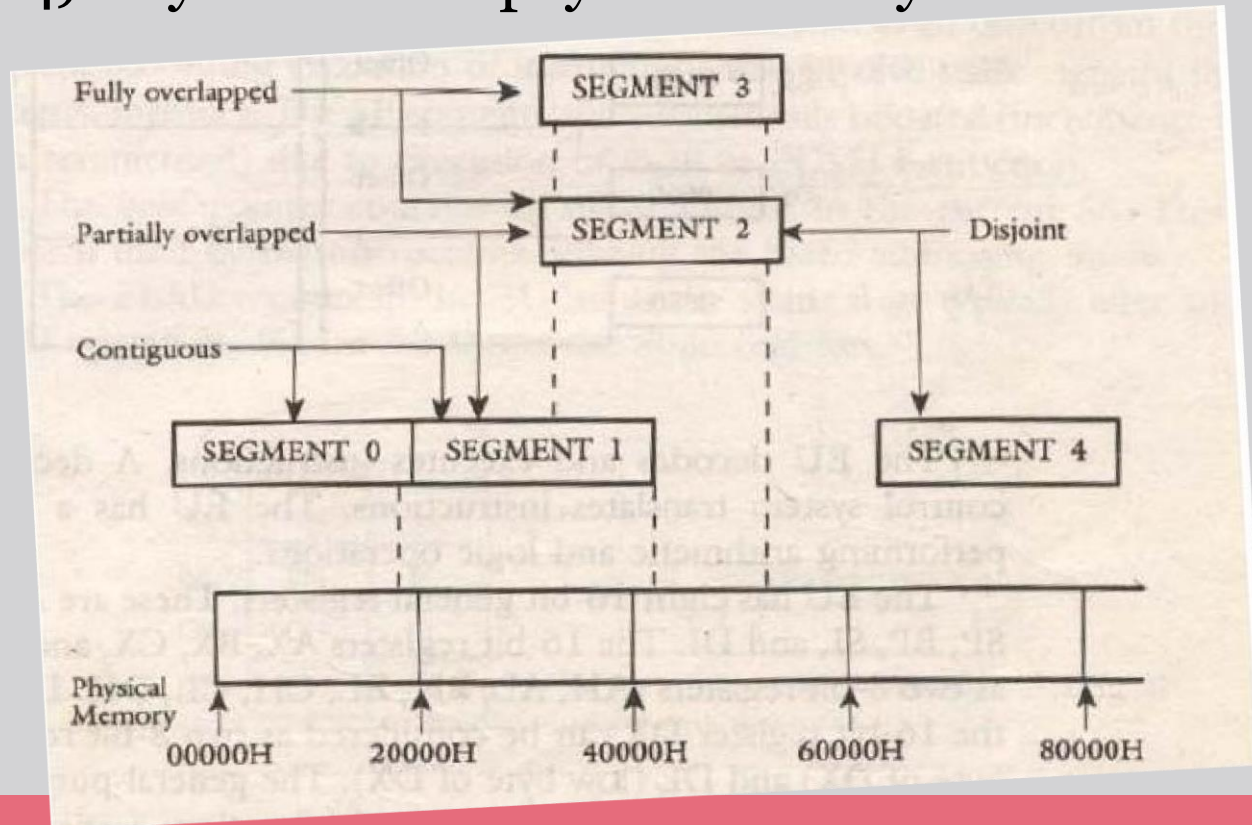 Fully overlapped
SEGMENT 3
Partially overlapped
SEGMENT 2
Disjoint
Contiguous
SEGMENT 0
SEGMENT 1
SEGMENT 4
Physical
Memory
00000H
20000H
40000H
60000H
80000H